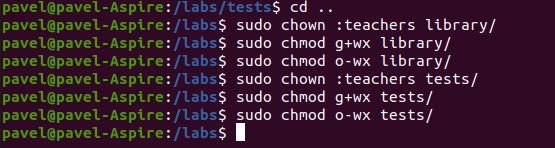 pavel@pavel-Aspire:/labs/tests$ cd ..
pavel@pavel-Aspire:/labs$ sudo chown :teachers library/
pavel@pavel-Aspire:/labs$ sudo chmod g+wx library/
pavel@pavel-Aspire:/labs$ sudo chmod o-wx library/
pavel@pavel-Aspire:/labs$ sudo chown :teachers tests/
pavel@pavel-Aspire:/labs$ sudo chmod g+wx tests/
pavel@pavel-Aspire:/labs$ sudo chmod o-wx tests/
pavel@pavel-Aspire:/labs$